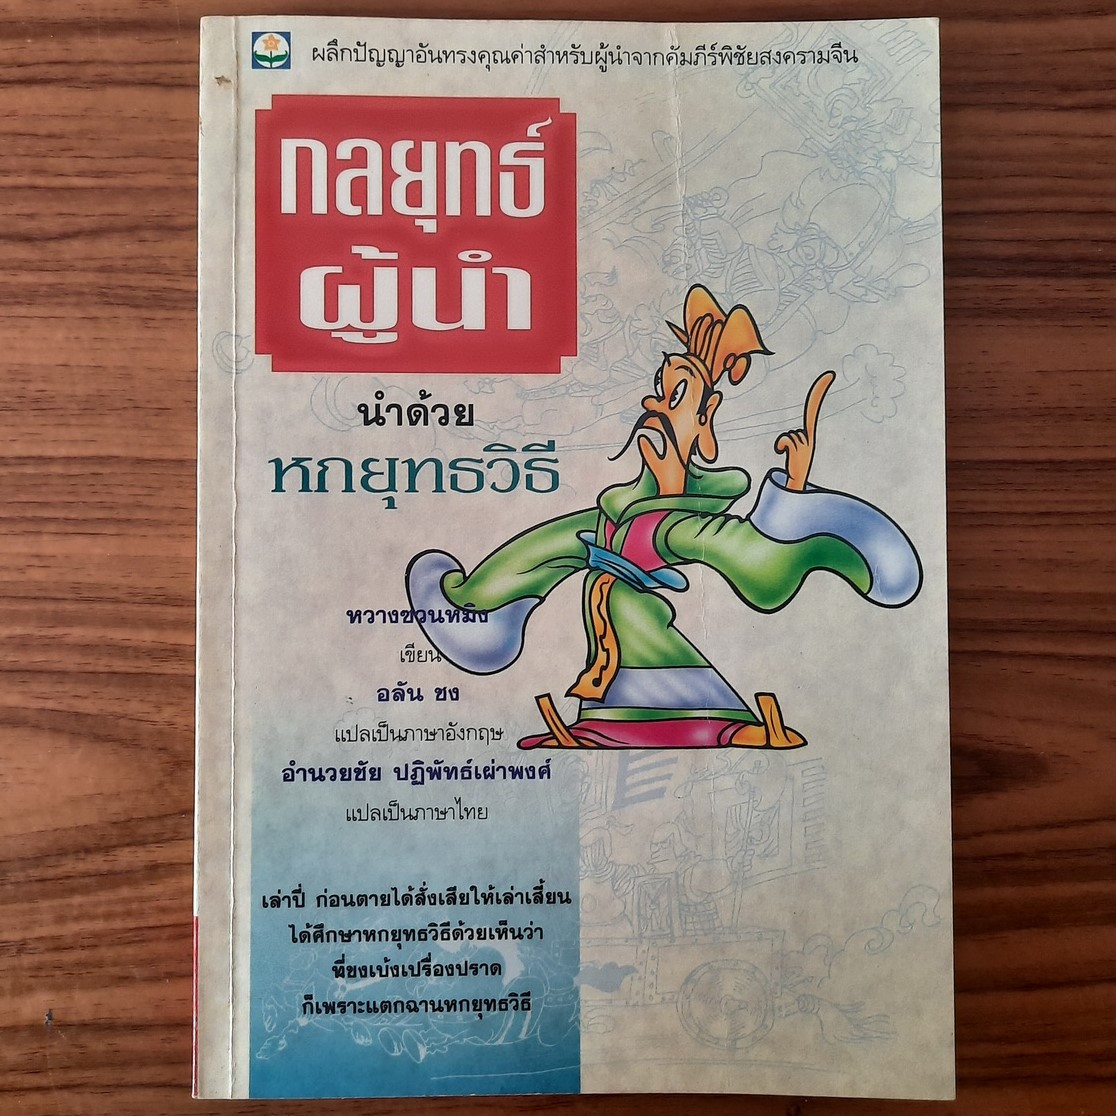 ผลึกปัญญาอันทรงคุณค่าสำหรับผู้นำจากคัมภีร์พิชัยสงครามจีน
กลยุทธ์
ผู้นำ
นำด้วย
หกยุทธวิธี
หวางซวนหมิง
เขียน
อลัน ชง
แปลเป็นภาษาอังกฤษ
อำนวยชัย ปฏิพัทธ์เผ่าพงศ์
แปลเป็นภาษาไทย
เล่าปี่ ก่อนตายได้สั่งเสียให้เล่าเสี้ยน
ได้ศึกษาหกยุทธวิธีด้วยเห็นว่า
ที่ขงเบ้งเปรื่องปราด
ก็เพราะแตกฉานหกยุทธวิธี